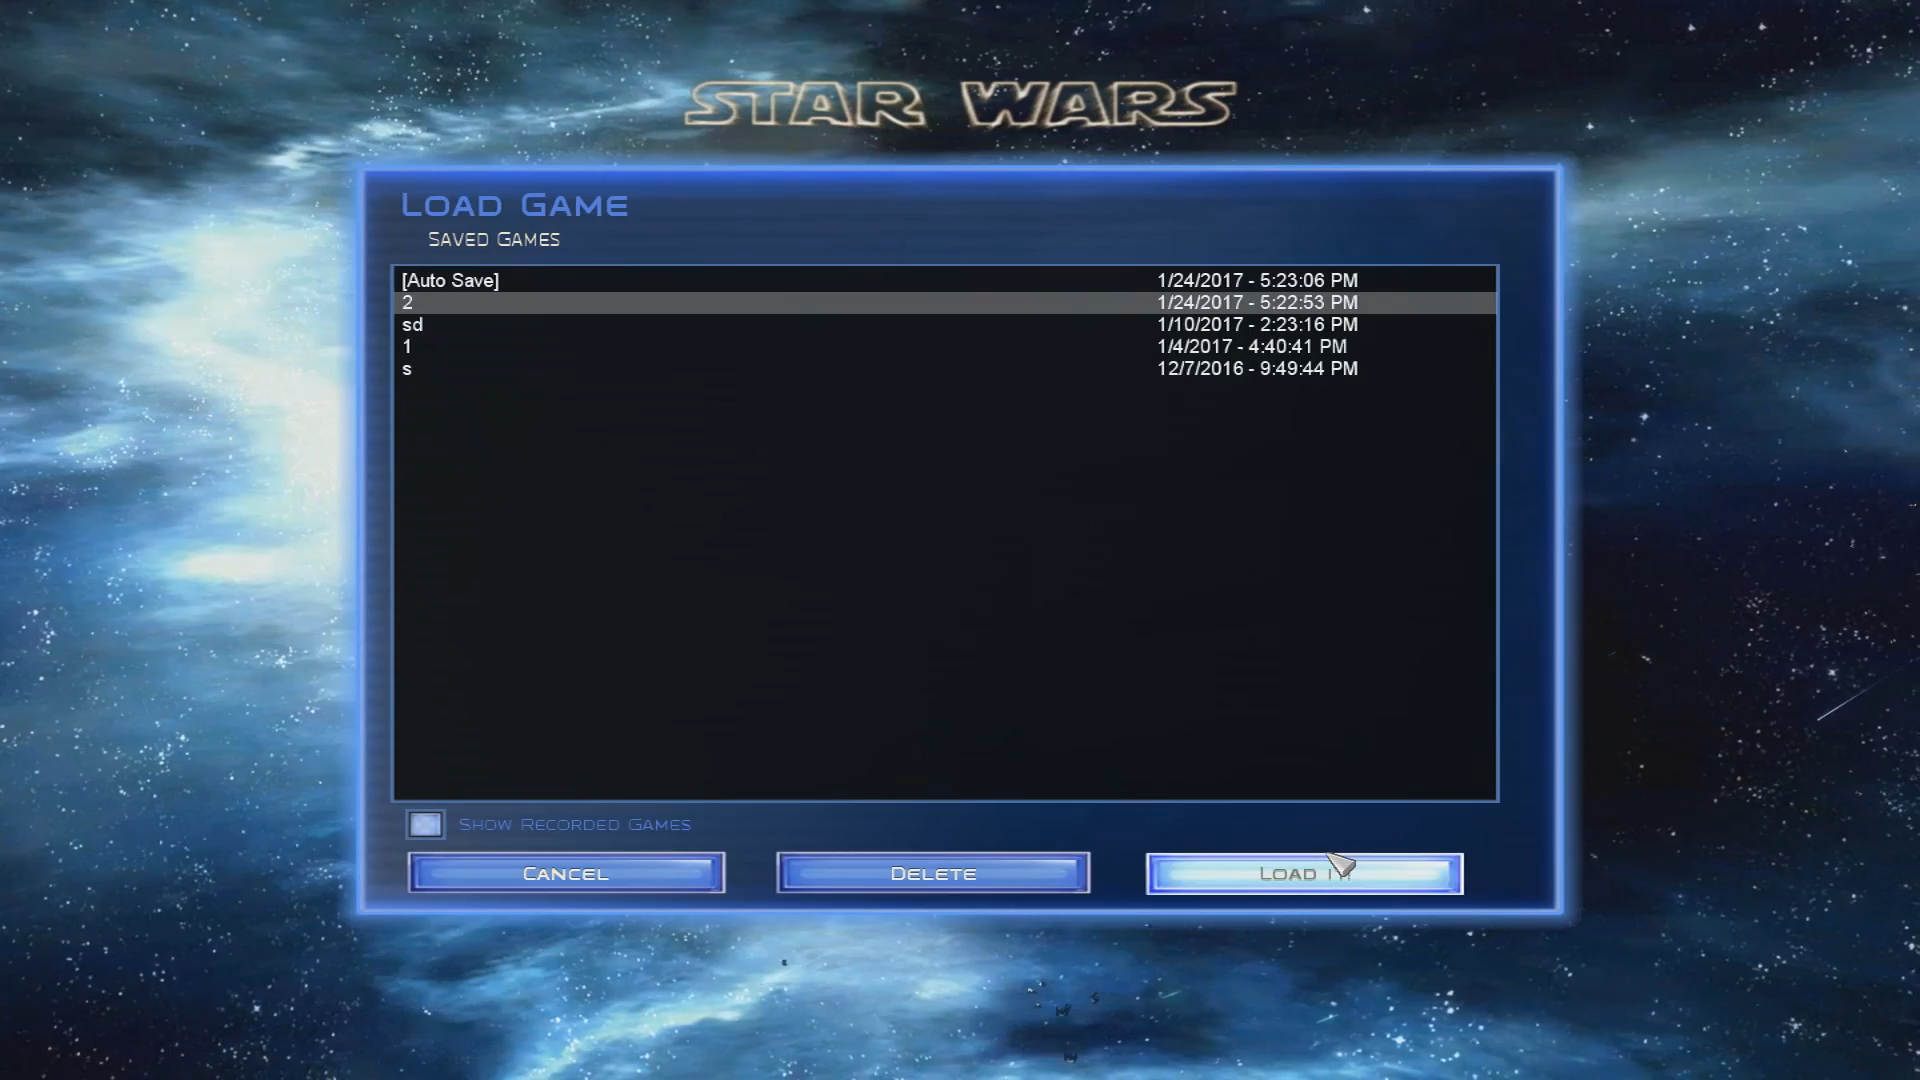 STAR WARS
LOAD GAME
SAVED GAMES
[Auto Save] 1/24/2017 - 5:23:06 PM
2 1/24/2017 - 5:22:53 PM
sd 1/10/2017 - 2:23:16 PM
1 1/4/2017 - 4:40:41 PM
s 12/7/2016 - 9:49:44 PM
SHOW RECORDED GAMES
CANCEL DELETE LOAD